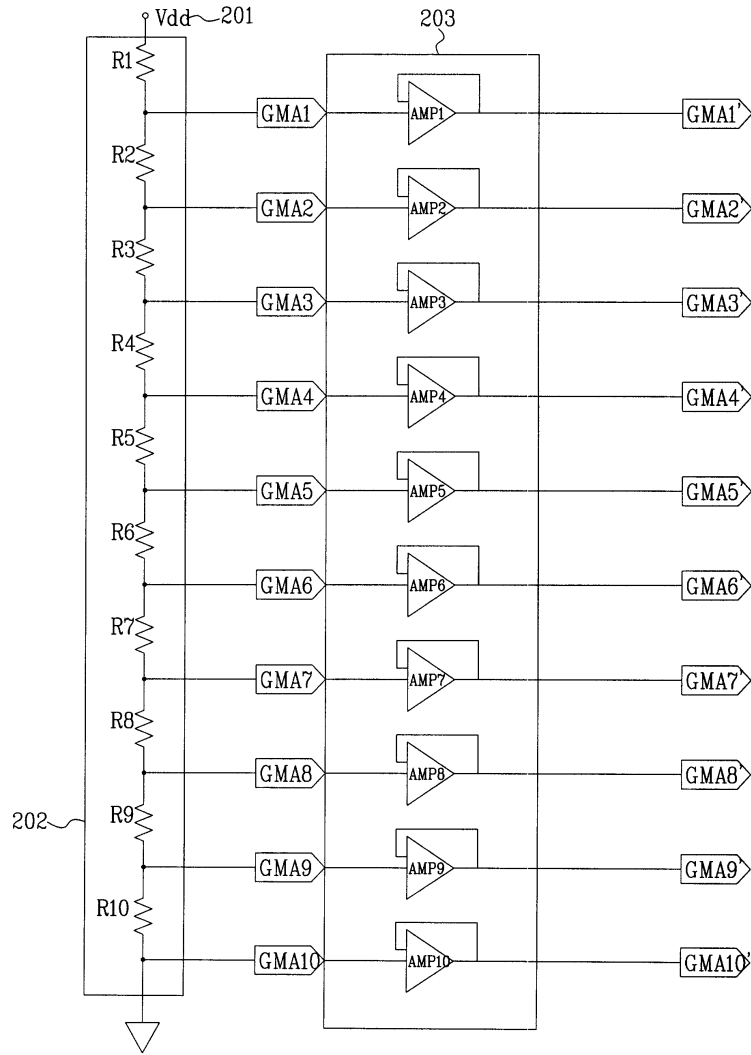 Vdd 201
203
R1
GMA1 AMP1 GMA1'
R2
GMA2 AMP2 GMA2'
R3
GMA3 AMP3 GMA3'
R4
GMA4 AMP4 GMA4'
R5
GMA5 AMP5 GMA5'
R6
GMA6 AMP6 GMA6'
R7
GMA7 AMP7 GMA7'
R8
GMA8 AMP8 GMA8'
202
R9
GMA9 AMP9 GMA9'
R10
GMA10 AMP10 GMA10'